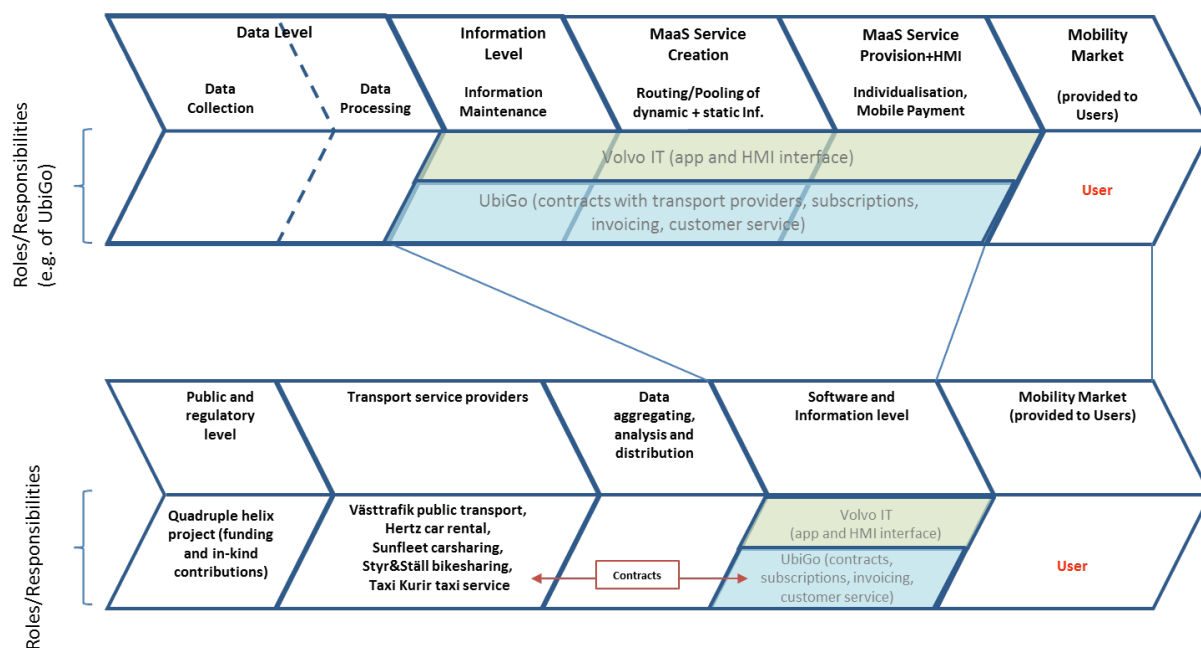 Data Level
Data
Collection
Data
Processing
Information
Level
Information
Maintenance
MaaS Service
Creation
Routing/Pooling of
dynamic + static Inf.
MaaS Service
Provision+HMI
Individualisation,
Mobile Payment
Mobility
Market
(provided to
Users)
Roles/Responsibilities
(e.g. of UbiGo)
Volvo IT (app and HMI interface)
UbiGo (contracts with transport providers, subscriptions,
invoicing, customer service)
User
Public and
regulatory
level
Transport service providers
Data
aggregating,
analysis and
distribution
Software and
Information level
Mobility Market
(provided to Users)
Roles/Responsibilities
Quadruple helix
project (funding
and in-kind
contributions)
Västtrafik public transport,
Hertz car rental,
Sunfleet carsharing,
Styr&Ställ bikesharing,
Taxi Kurir taxi service
Contracts
Volvo IT
(app and HMI interface)
UbiGo (contracts,
subscriptions, invoicing,
customer service)
User